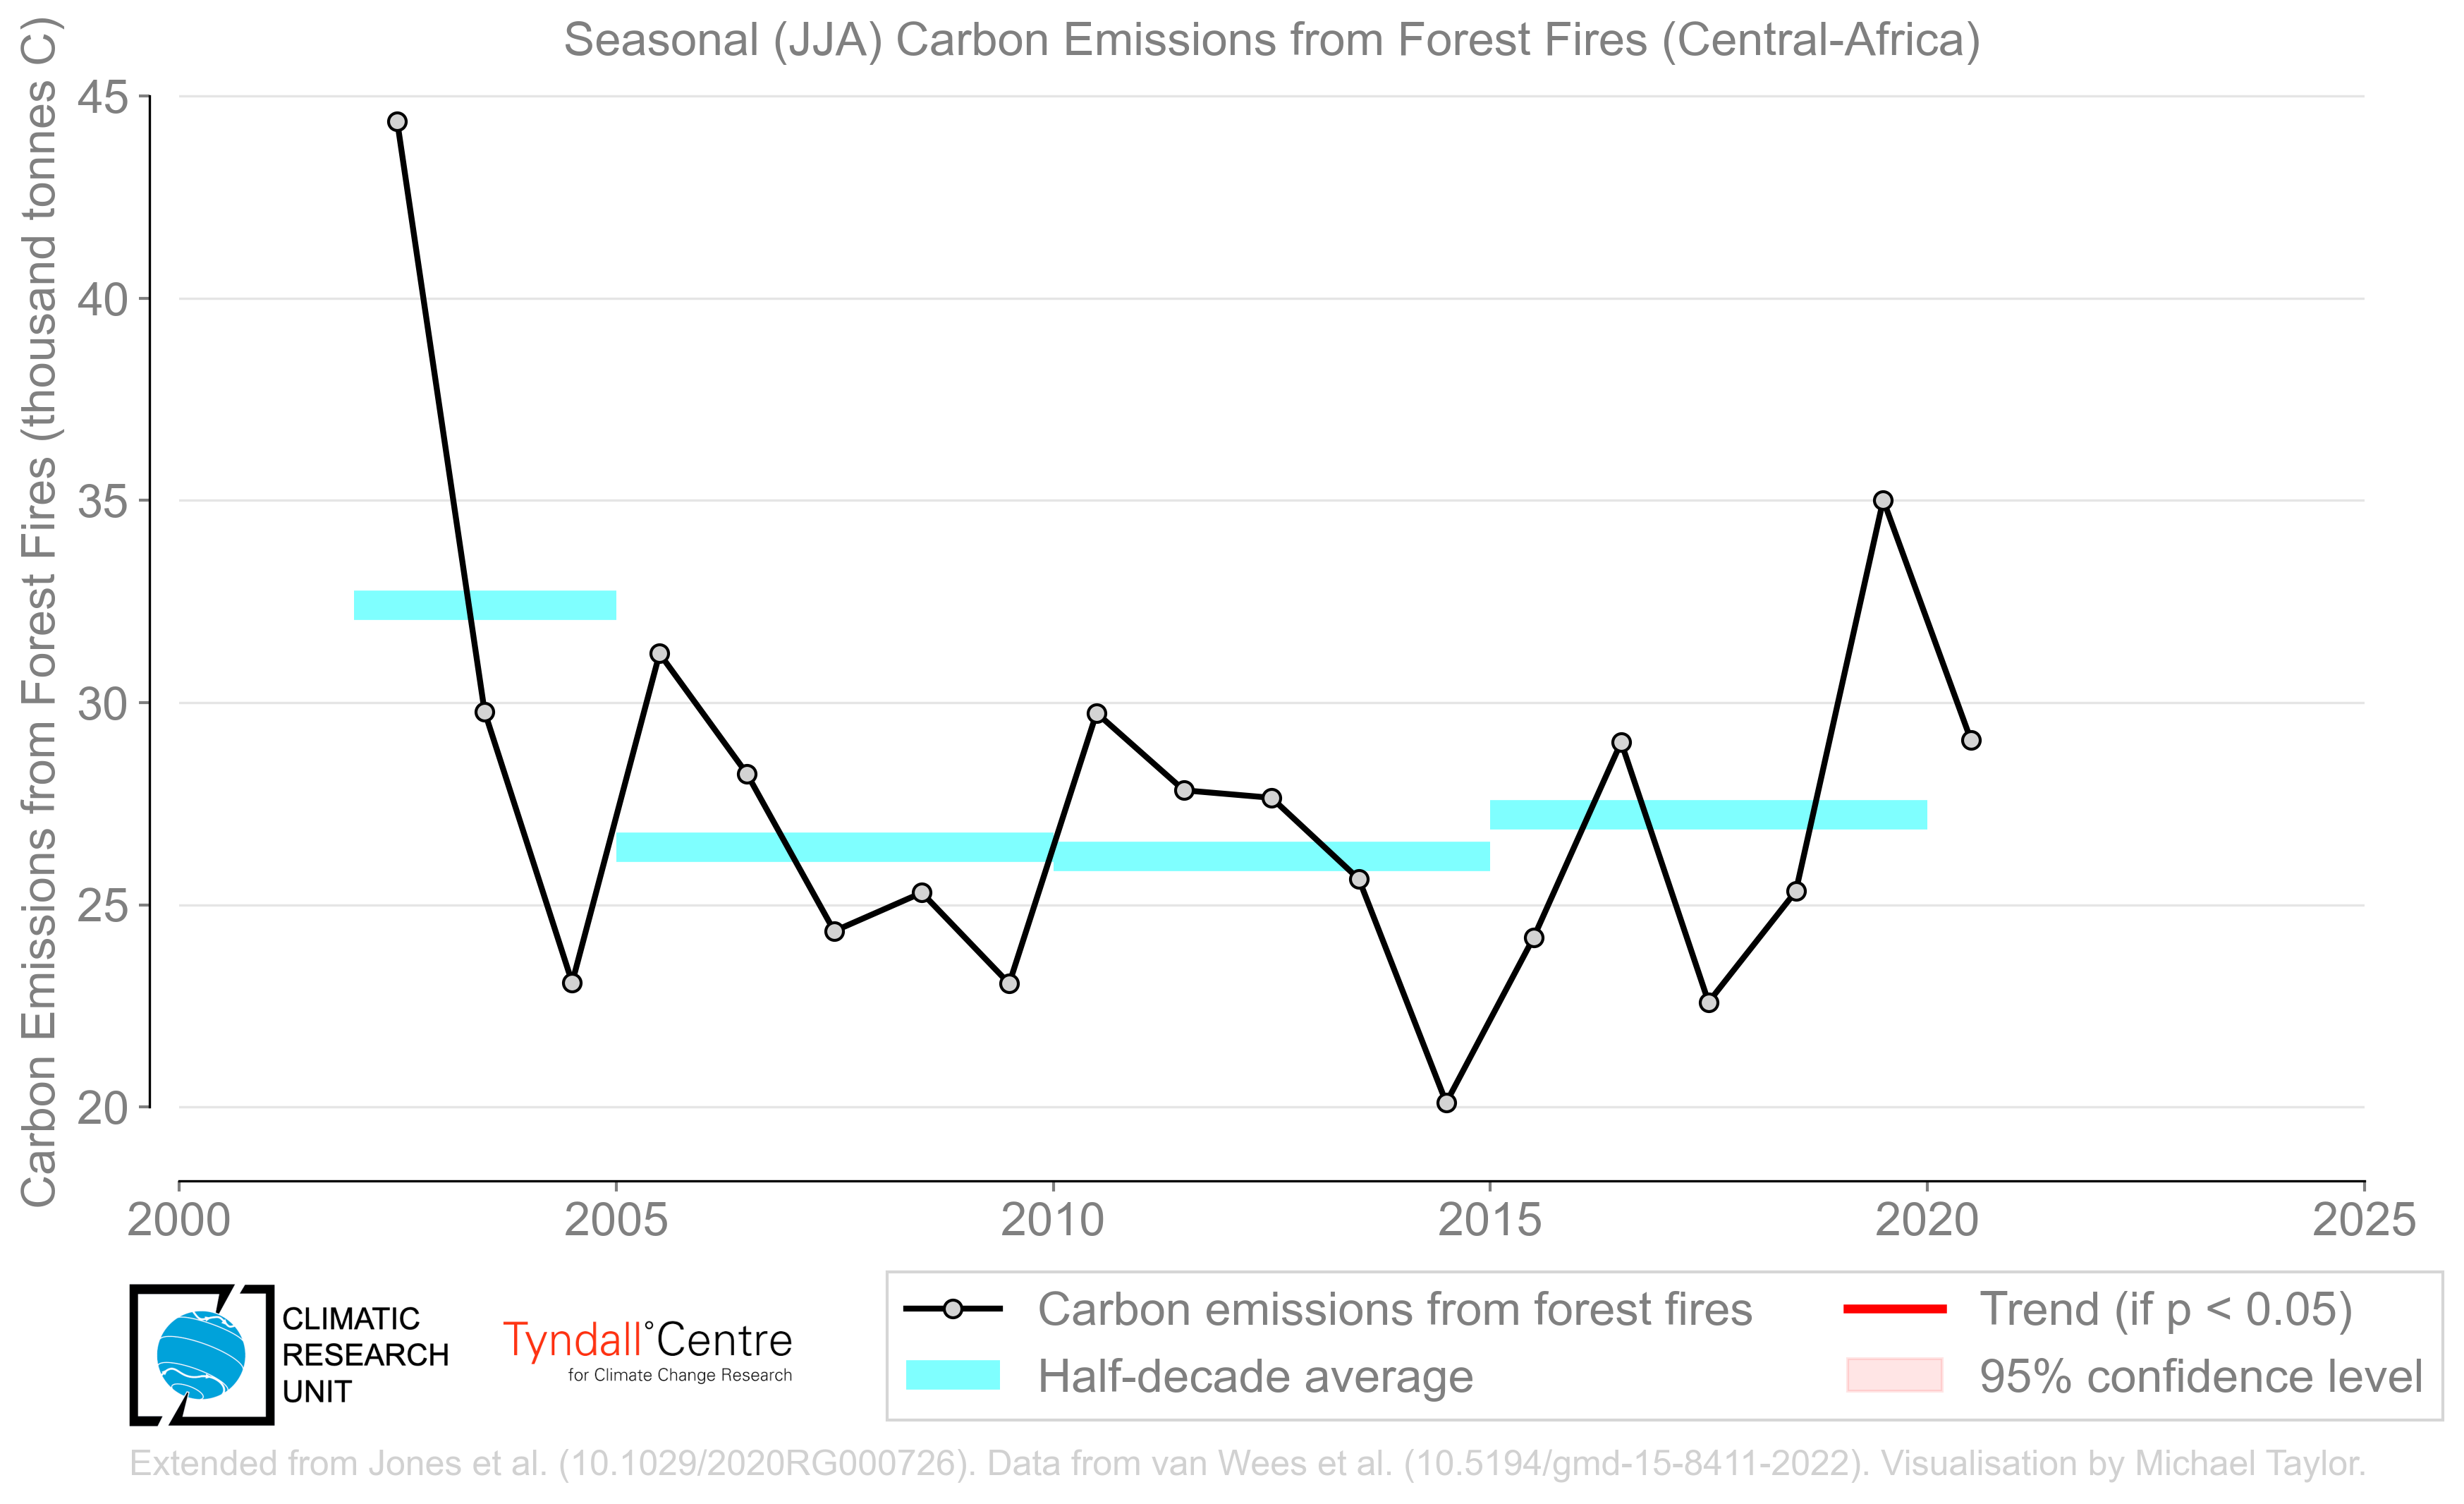 Seasonal (JJA) Carbon Emissions from Forest Fires (Central-Africa)
Carbon Emissions from Forest Fires (thousand tonnes C)
45
40
35
30
25
20
2000 2005 2010 2015 2020 2025
CLIMATIC
RESEARCH
UNIT
Tyndall°Centre
for Climate Change Research
Carbon emissions from forest fires
Half-decade average
Trend (if p < 0.05)
95% confidence level
Extended from Jones et al. (10.1029/2020RG000726). Data from van Wees et al. (10.5194/gmd-15-8411-2022). Visualisation by Michael Taylor.